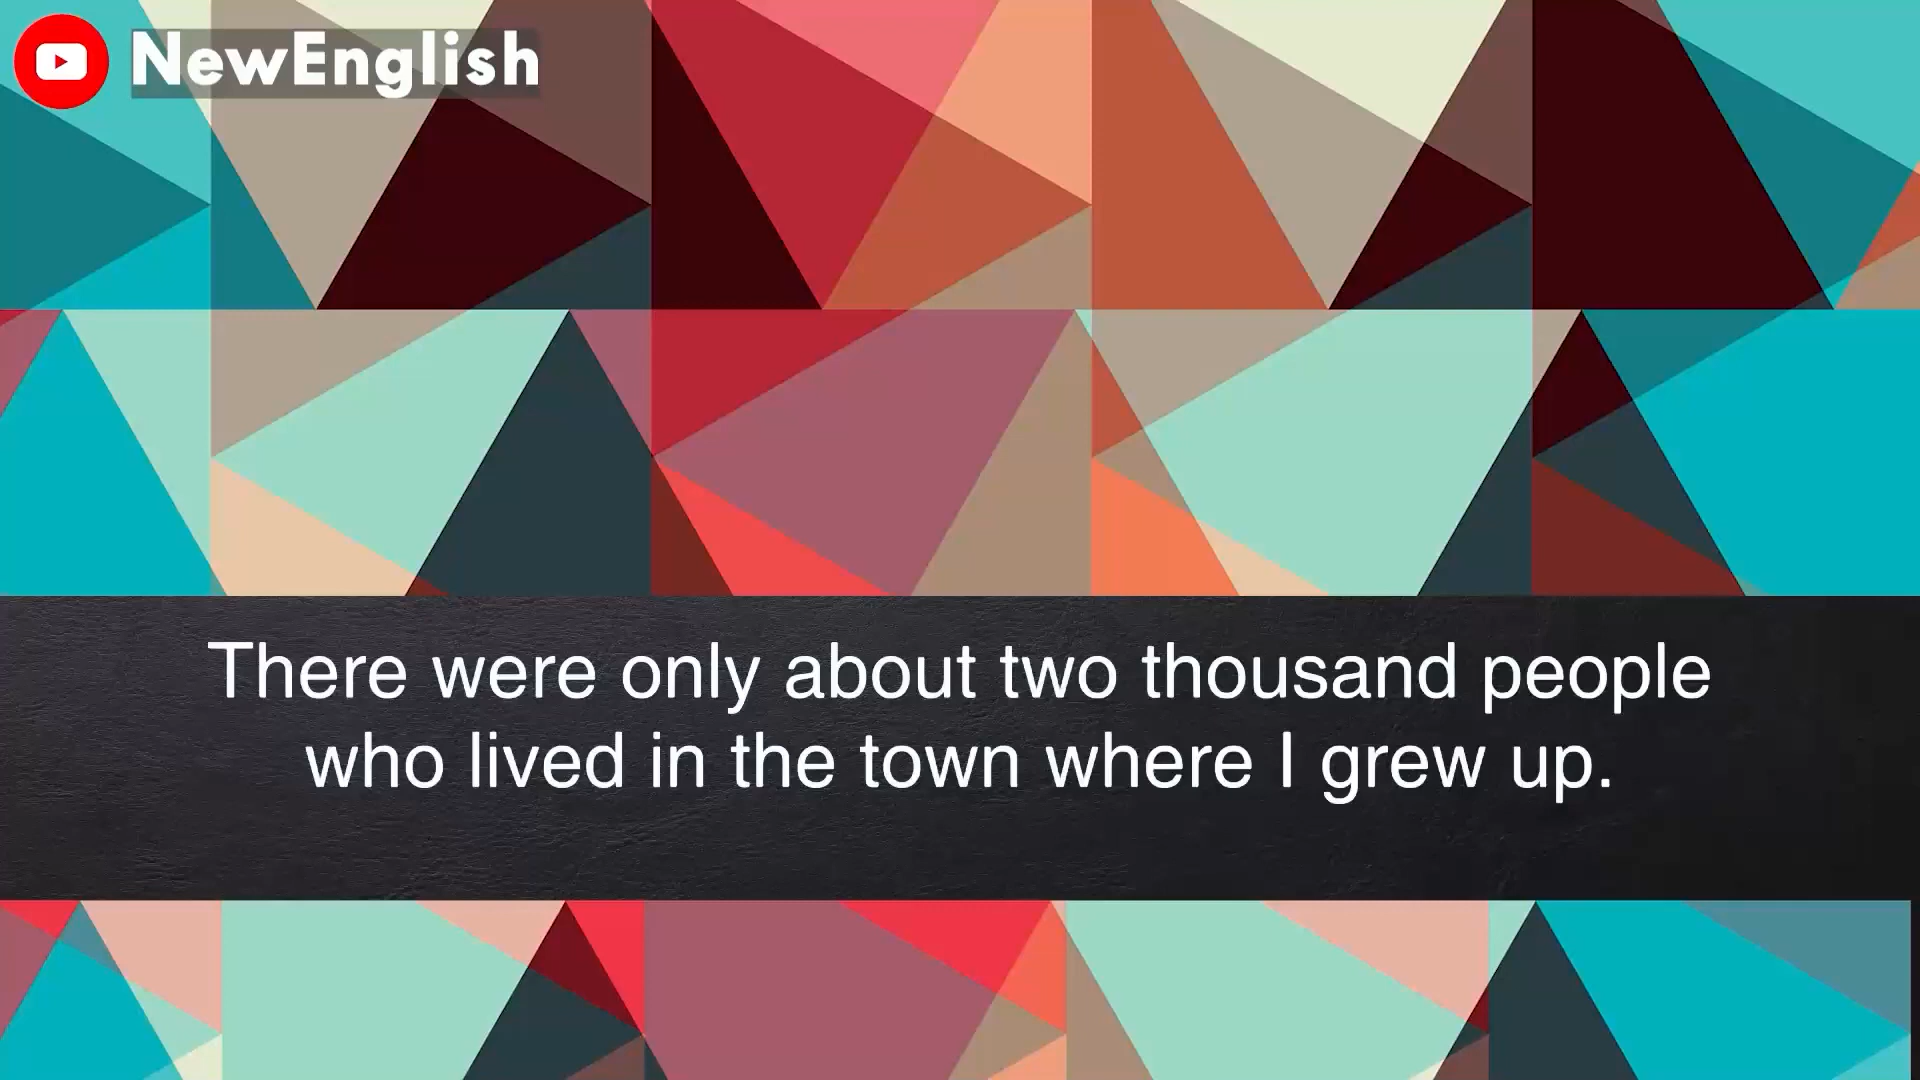 NewEnglish
There were only about two thousand people
who lived in the town where I grew up.